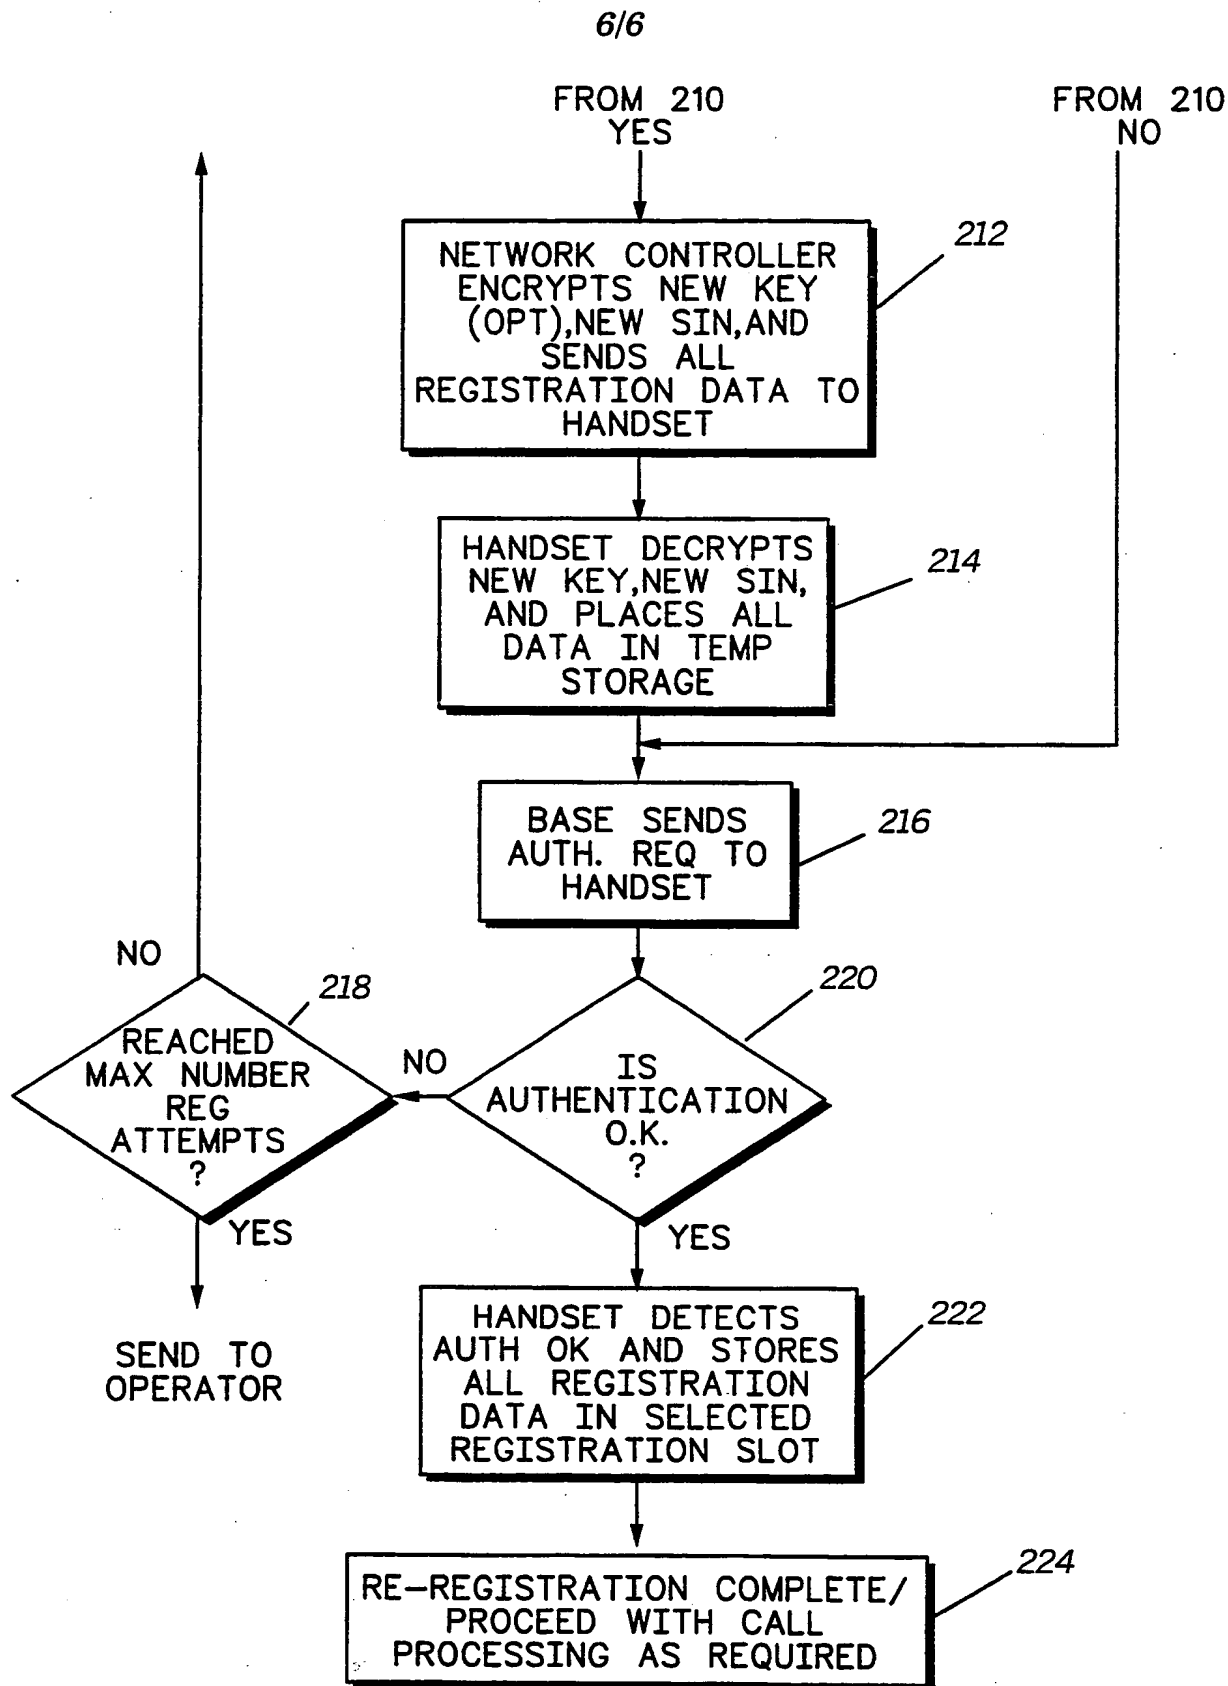 6/6
FROM 210
YES
FROM 210
NO
212
NETWORK CONTROLLER
ENCRYPTS NEW KEY
(OPT),NEW SIN,AND
SENDS ALL
REGISTRATION DATA TO
HANDSET
214
HANDSET DECRYPTS
NEW KEY,NEW SIN,
AND PLACES ALL
DATA IN TEMP
STORAGE
216
BASE SENDS
AUTH. REQ TO
HANDSET
NO
218
REACHED
MAX NUMBER
REG
ATTEMPTS
?
NO
220
IS
AUTHENTICATION
O.K.
?
YES
YES
SEND TO
OPERATOR
222
HANDSET DETECTS
AUTH OK AND STORES
ALL REGISTRATION
DATA IN SELECTED
REGISTRATION SLOT
224
RE-REGISTRATION COMPLETE/
PROCEED WITH CALL
PROCESSING AS REQUIRED